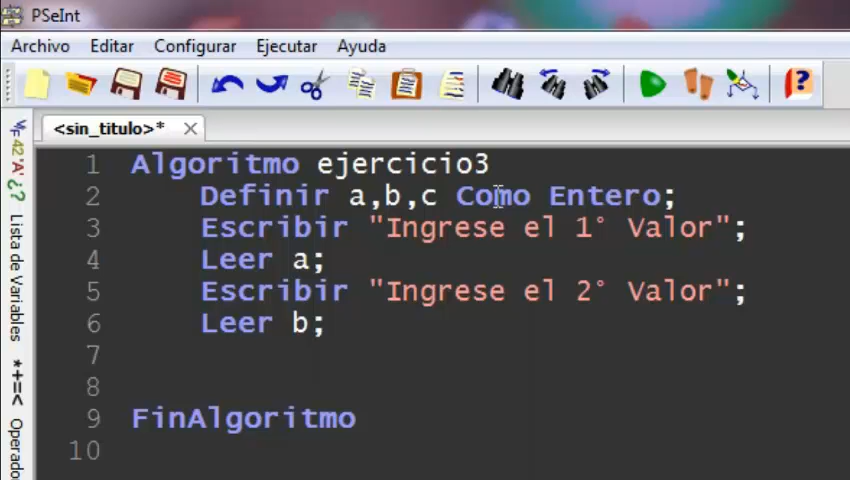 PSeInt
Archivo Editar Configurar Ejecutar Ayuda
<sin_titulo>*
1 Algoritmo ejercicio3
2 Definir a,b,c Como Entero;
3 Escribir "Ingrese el 1° Valor";
4 Leer a;
5 Escribir "Ingrese el 2° Valor";
6 Leer b;
7
8
9 FinAlgoritmo
10
Lista de Variables
*+=< Operado